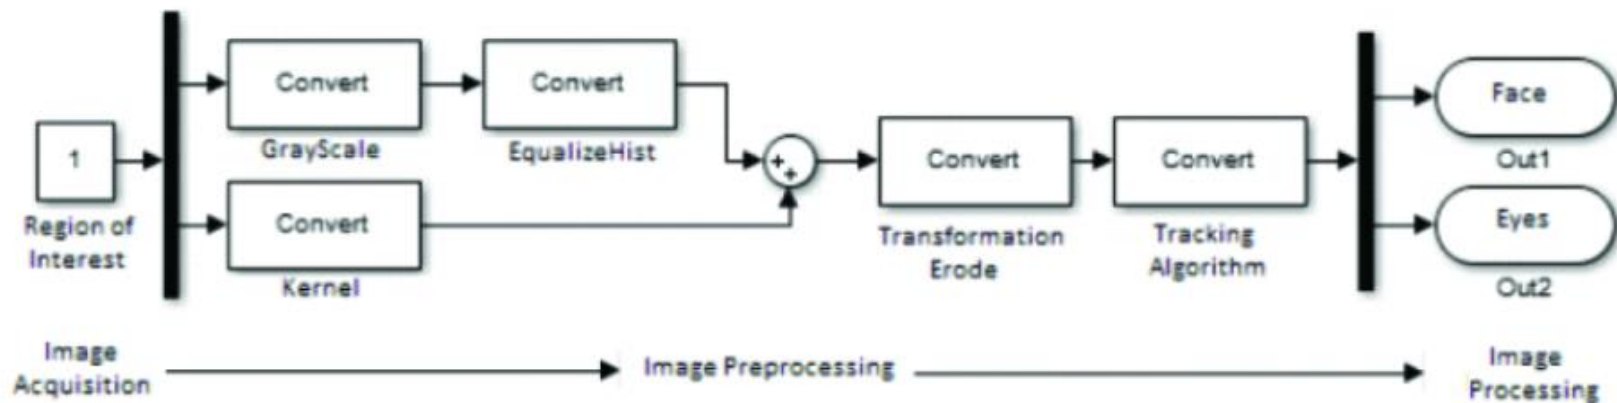 1
Region of
Interest
Convert
GrayScale
Convert
EqualizeHist
Convert
Kernel
+
+
Convert
Transformation
Erode
Convert
Tracking
Algorithm
Face
Out1
Eyes
Out2
Image
Acquisition
Image Preprocessing
Image
Processing